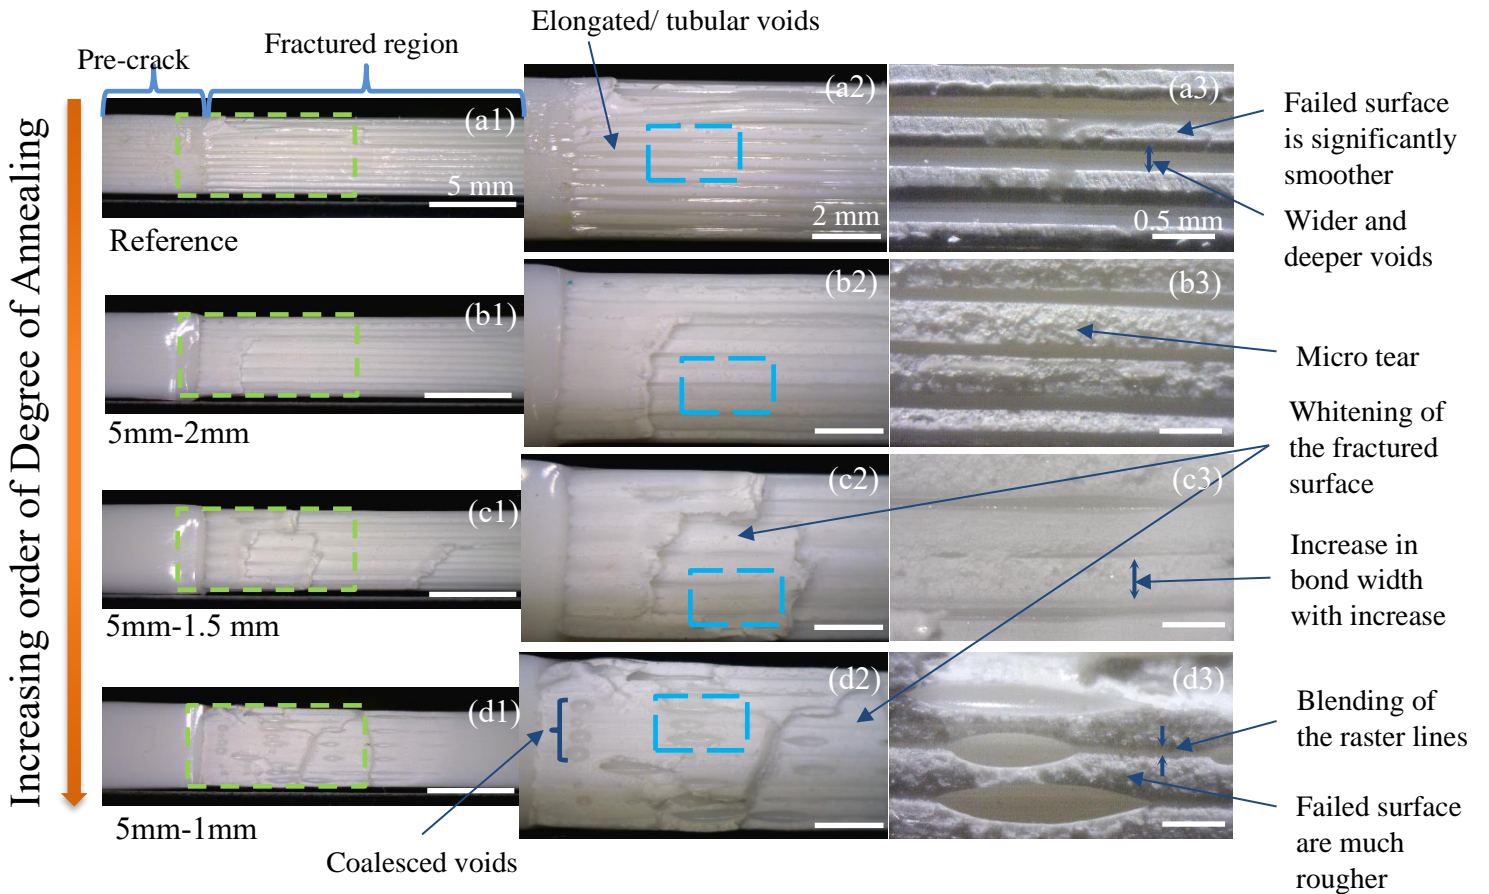 Elongated/ tubular voids
Fractured region
Pre-crack
Increasing order of Degree of Annealing
(a1)
5 mm
Reference
(a2)
2 mm
(a3)
0.5 mm
Failed surface
is significantly
smoother
Wider and
deeper voids
(b1)
5mm-2mm
(b2)
(b3)
Micro tear
Whitening of
the fractured
surface
(c1)
5mm-1.5 mm
(c2)
(c3)
Increase in
bond width
with increase
(d1)
5mm-1mm
(d2)
(d3)
Blending of
the raster lines
Failed surface
are much
rougher
Coalesced voids